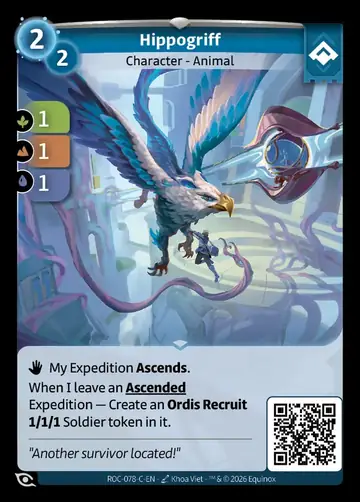 2
2
Hippogriff
Character - Animal
1
1
1
My Expedition Ascends.
When I leave an Ascended
Expedition — Create an Ordis Recruit
1/1/1 Soldier token in it.
"Another survivor located!"
ROC-078-C-EN - Khoa Viet - ™ & © 2026 Equinox